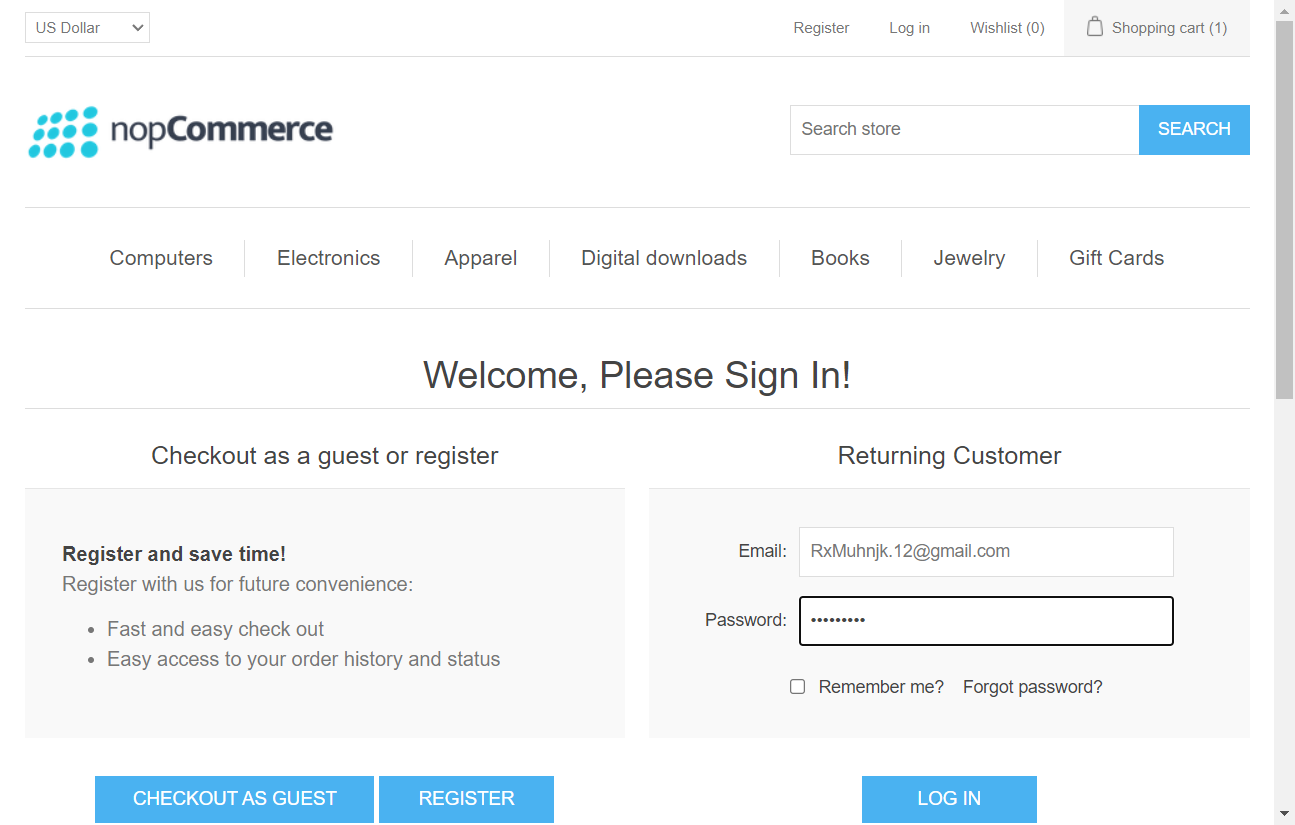 US Dollar
Register
Log in
Wishlist (0)
Shopping cart (1)
nopCommerce
Search store
SEARCH
Computers
Electronics
Apparel
Digital downloads
Books
Jewelry
Gift Cards
Welcome, Please Sign In!
Checkout as a guest or register
Register and save time!
Register with us for future convenience:
Fast and easy check out
Easy access to your order history and status
CHECKOUT AS GUEST
REGISTER
Returning Customer
Email:
RxMuhnjk.12@gmail.com
Password:
•••••••••
Remember me?
Forgot password?
LOG IN